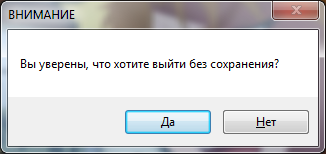 ВНИМАНИЕ
Вы уверены, что хотите выйти без сохранения?
Да
Нет